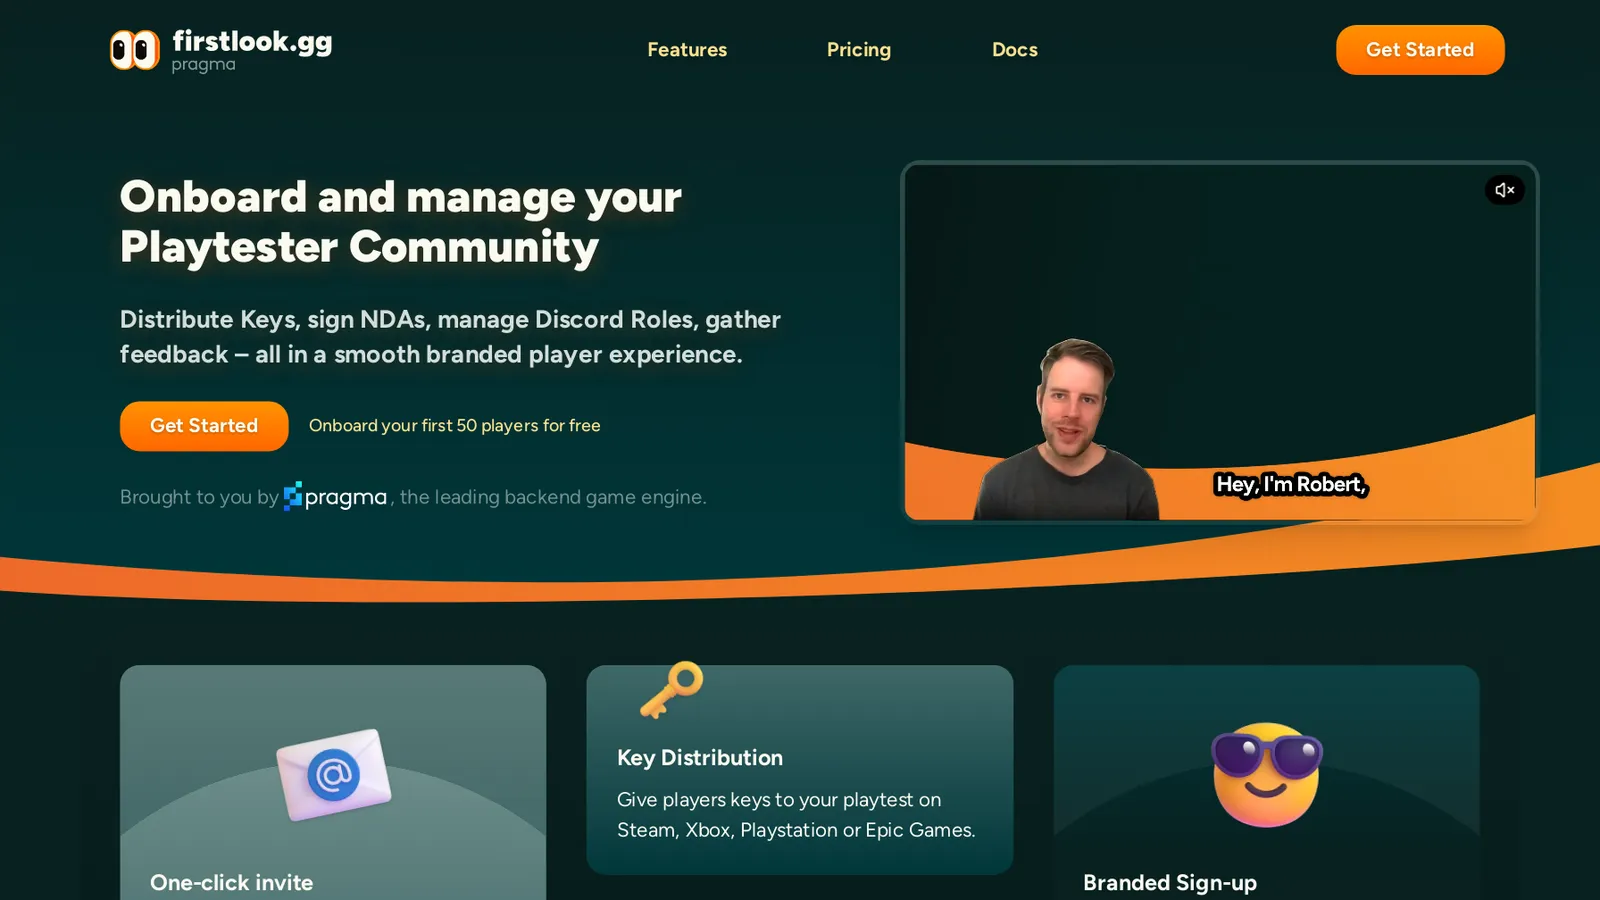 firstlook.gg
pragma
Features
Pricing
Docs
Get Started
Onboard and manage your
Playtester Community
Distribute Keys, sign NDAs, manage Discord Roles, gather
feedback – all in a smooth branded player experience.
Get Started
Onboard your first 50 players for free
Brought to you by pragma, the leading backend game engine.
Hey, I'm Robert,
@
One-click invite
Key Distribution
Give players keys to your playtest on
Steam, Xbox, Playstation or Epic Games.
Branded Sign-up